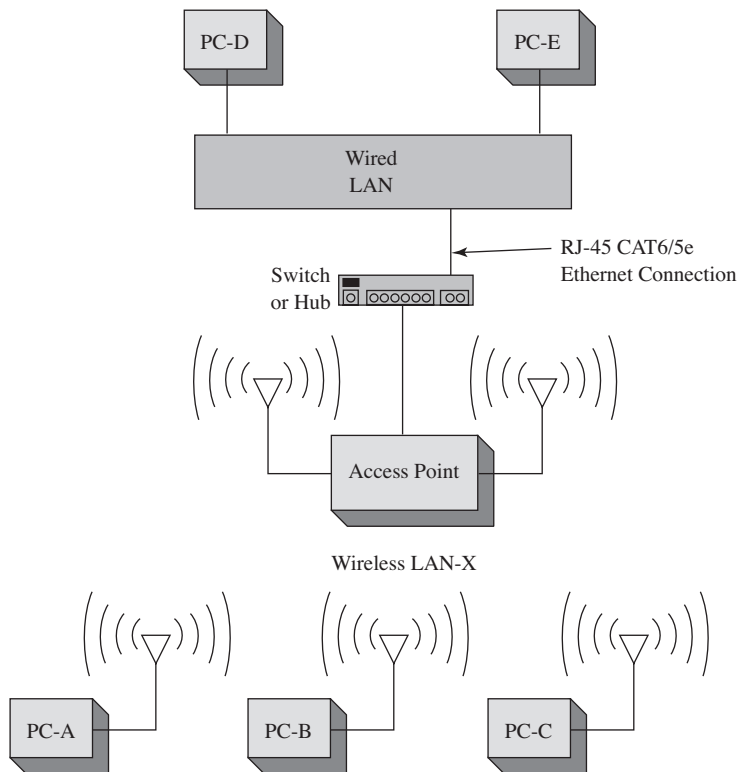 PC-D
PC-E
Wired
LAN
RJ-45 CAT6/5e
Ethernet Connection
Switch
or Hub
Access Point
Wireless LAN-X
PC-A
PC-B
PC-C